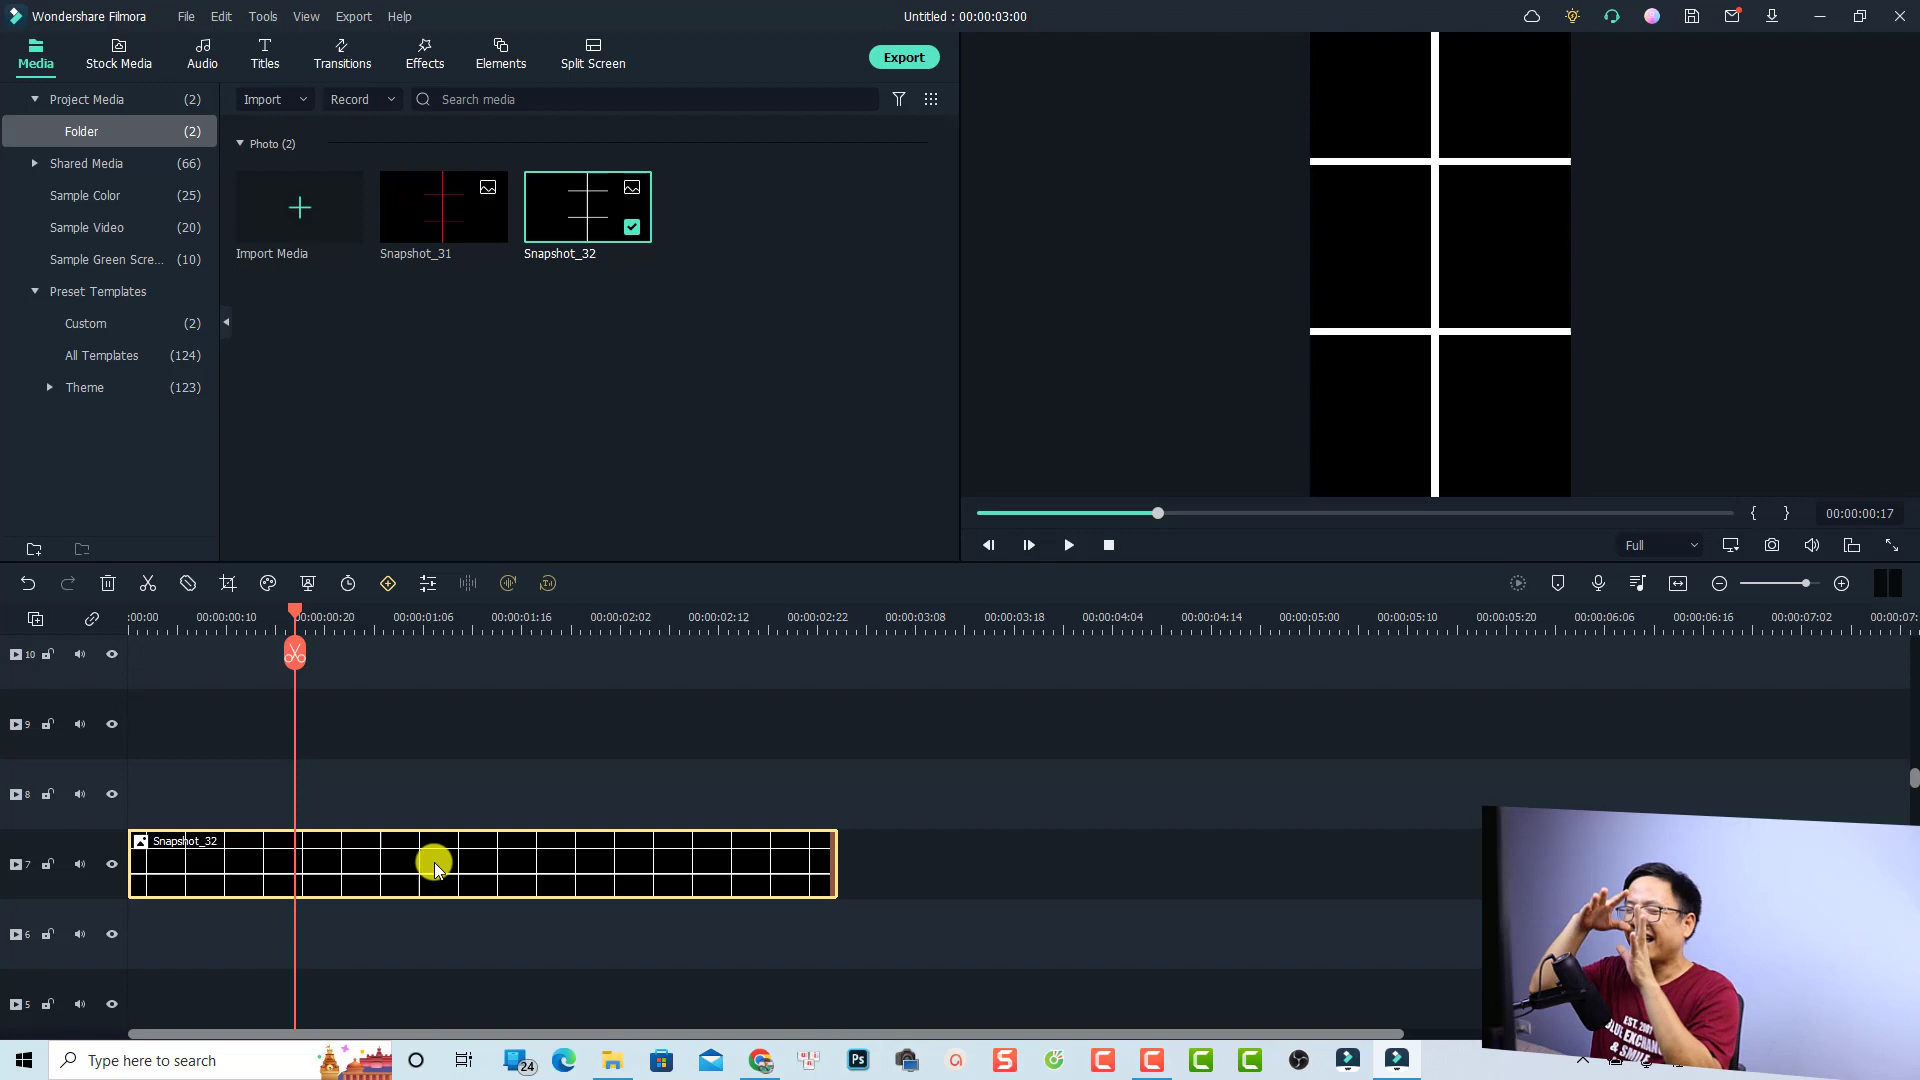 Wondershare Filmora
File
Edit
Tools
View
Export
Help
Untitled : 00:00:03:00
Media
Stock Media
Audio
Titles
Transitions
Effects
Elements
Split Screen
Export
Project Media (2)
Folder (2)
Shared Media (66)
Sample Color (25)
Sample Video (20)
Sample Green Scre... (10)
Preset Templates
Custom (2)
All Templates (124)
Theme (123)
Import
Record
Search media
Photo (2)
Import Media
Snapshot_31
Snapshot_32
{ }
00:00:00:17
Full
:00:00
00:00:00:10
00:00:00:20
00:00:01:06
00:00:01:16
00:00:02:02
00:00:02:12
00:00:02:22
00:00:03:08
00:00:03:18
00:00:04:04
00:00:04:14
00:00:05:00
00:00:05:10
00:00:05:20
00:00:06:06
00:00:06:16
00:00:07:02
00:00:07:
10
9
8
7
Snapshot_32
6
5
EST. 2001
BLUE EXCHANGE
& SMILE
Type here to search
24
Ps
S
C
C
C
C